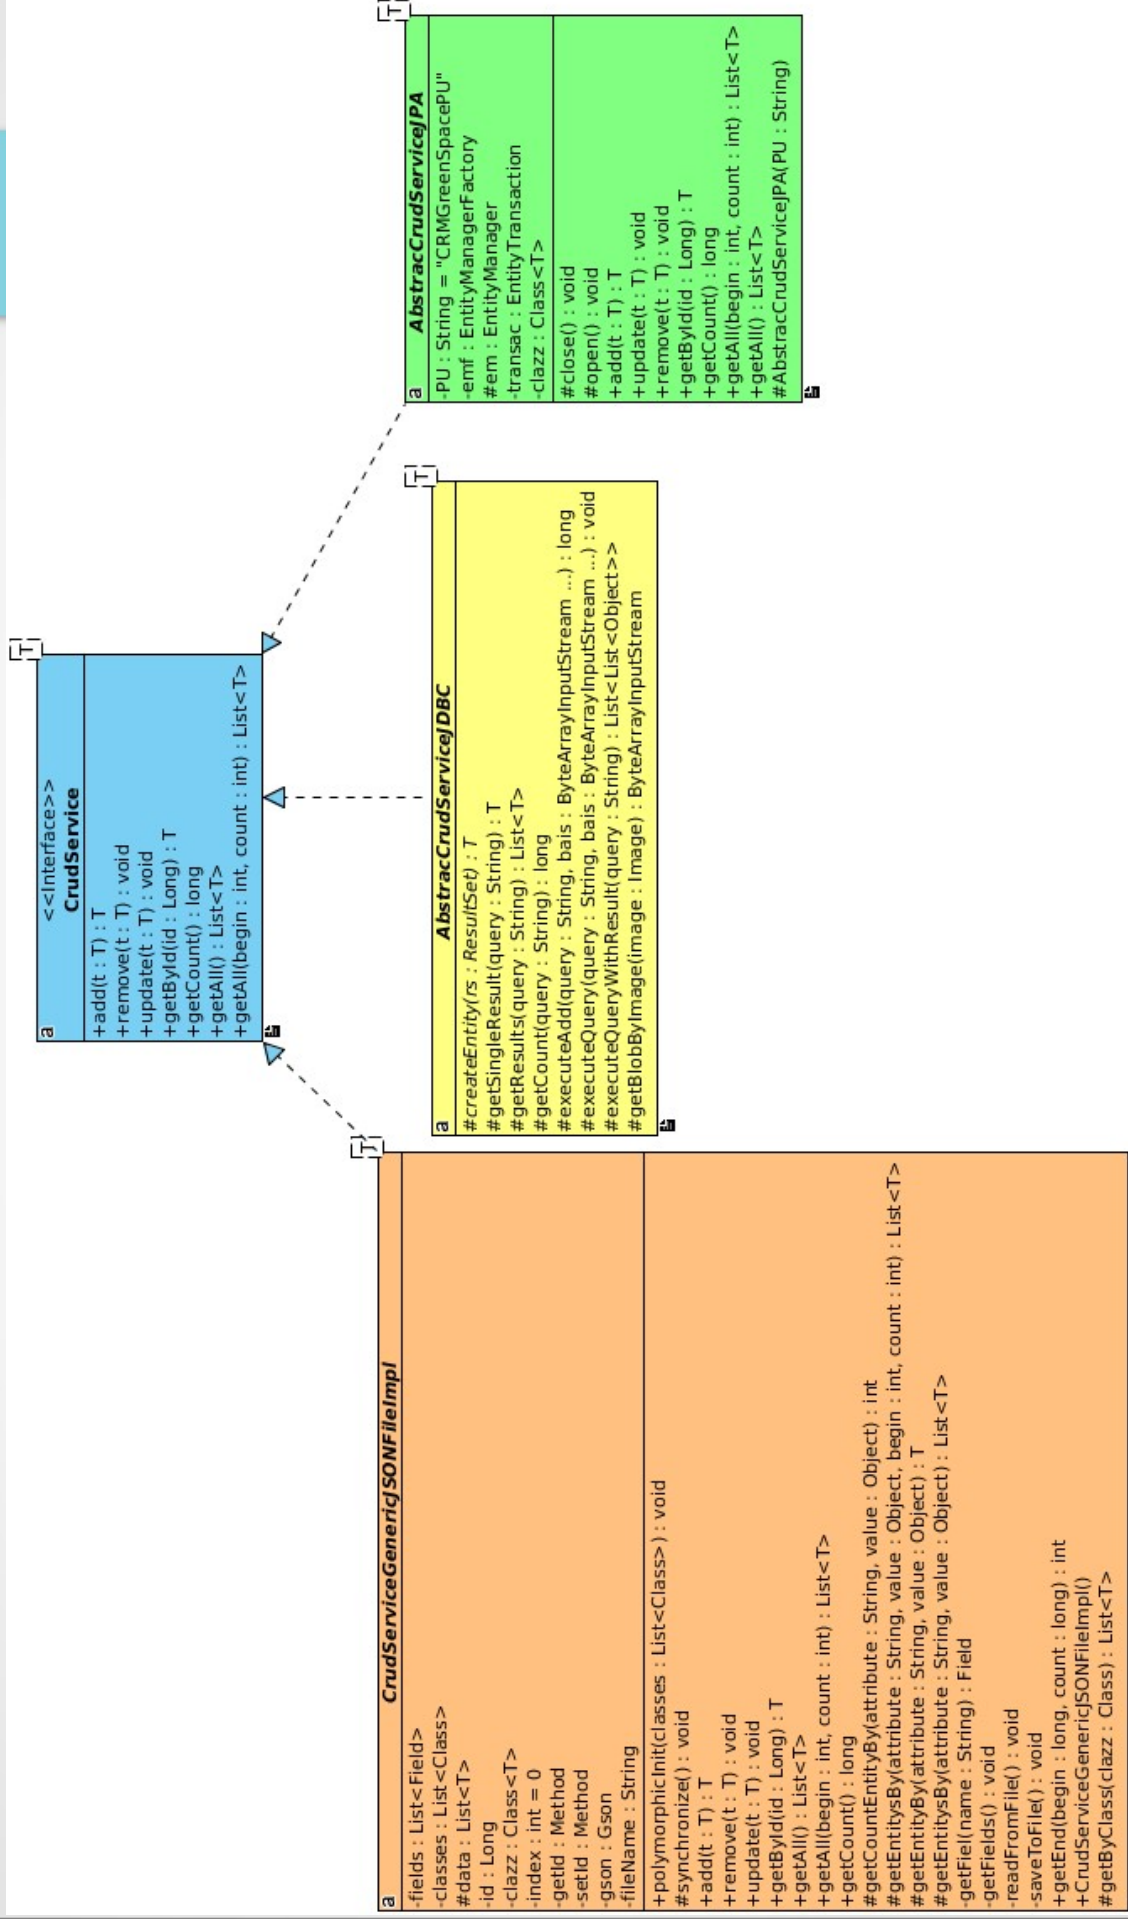 T
<<Interface>>
CrudService
a
+add(t : T) : T
+remove(t : T) : void
+update(t : T) : void
+getById(id : Long) : T
+getCount() : long
+getAll() : List<T>
+getAll(begin : int, count : int) : List<T>
T
CrudServiceGenericJSONFileImpl
a
-fields : List<Field>
-classes : List<Class>
#data : List<T>
-id : Long
-clazz : Class<T>
-index : int = 0
-getId : Method
-setId : Method
-gson : Gson
-fileName : String
+polymorphicInit(classes : List<Class>) : void
#synchronize() : void
+add(t : T) : T
+remove(t : T) : void
+update(t : T) : void
+getById(id : Long) : T
+getAll() : List<T>
+getAll(begin : int, count : int) : List<T>
+getCount() : long
#getCountEntityBy(attribute : String, value : Object) : int
#getEntitysBy(attribute : String, value : Object, begin : int, count : int) : List<T>
#getEntityBy(attribute : String, value : Object) : T
#getEntitysBy(attribute : String, value : Object) : List<T>
-getField(name : String) : Field
-getFields() : void
-readFromFile() : void
-saveToFile() : void
+getEnd(begin : long, count : long) : int
+CrudServiceGenericJSONFileImpl()
#getByClass(clazz : Class) : List<T>
T
AbstracCrudServiceJDBC
a
#createEntity(rs : ResultSet) : T
#getSingleResult(query : String) : T
#getResults(query : String) : List<T>
#getCount(query : String) : long
#executeAdd(query : String, bais : ByteArrayInputStream ...) : long
#executeQuery(query : String, bais : ByteArrayInputStream ...) : void
#executeQueryWithResult(query : String) : List<List<Object>>
#getBlobByImage(image : Image) : ByteArrayInputStream
T
AbstracCrudServiceJPA
a
-PU : String = "CRMGreenSpacePU"
-emf : EntityManagerFactory
#em : EntityManager
-transac : EntityTransaction
-clazz : Class<T>
#close() : void
#open() : void
+add(t : T) : T
+update(t : T) : void
+remove(t : T) : void
+getById(id : Long) : T
+getCount() : long
+getAll(begin : int, count : int) : List<T>
+getAll() : List<T>
#AbstracCrudServiceJPA(PU : String)